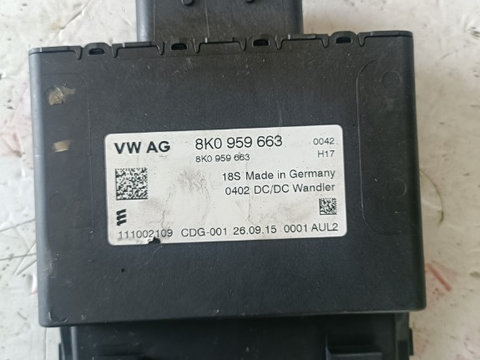 VW AG 8K0 959 663 0042
8K0 959 663 H17
18S Made in Germany
0402 DC/DC Wandler
111002109 CDG-001 26.09.15 0001 AUL2